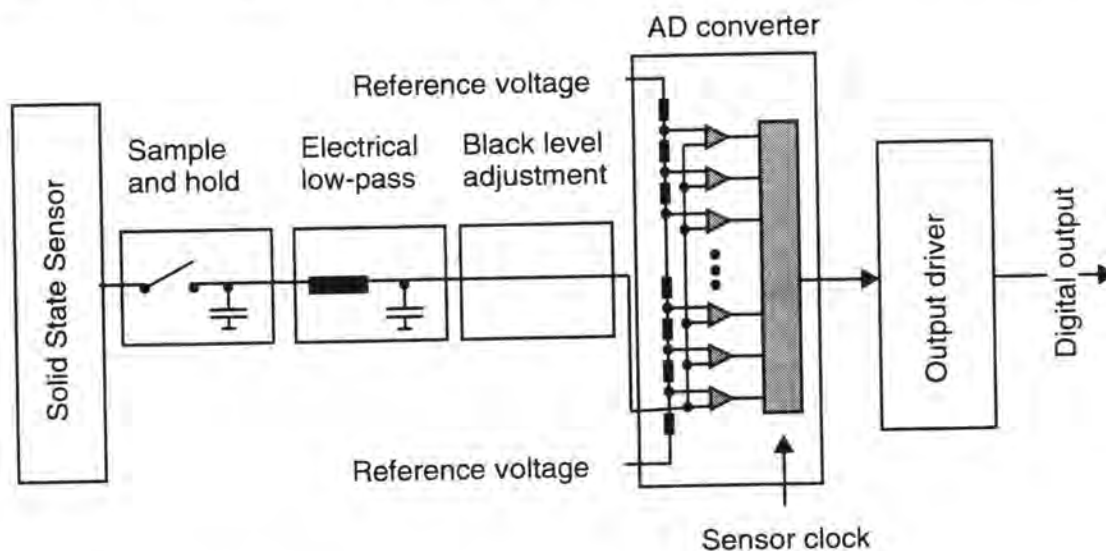 AD converter
Reference voltage
Sample
and hold
Electrical
low-pass
Black level
adjustment
Solid State Sensor
Output driver
Digital output
Reference voltage
Sensor clock